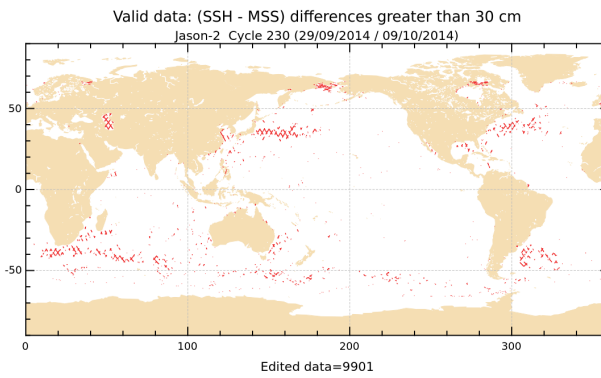 Valid data: (SSH - MSS) differences greater than 30 cm
Jason-2 Cycle 230 (29/09/2014 / 09/10/2014)
50
0
-50
0 100 200 300
Edited data=9901